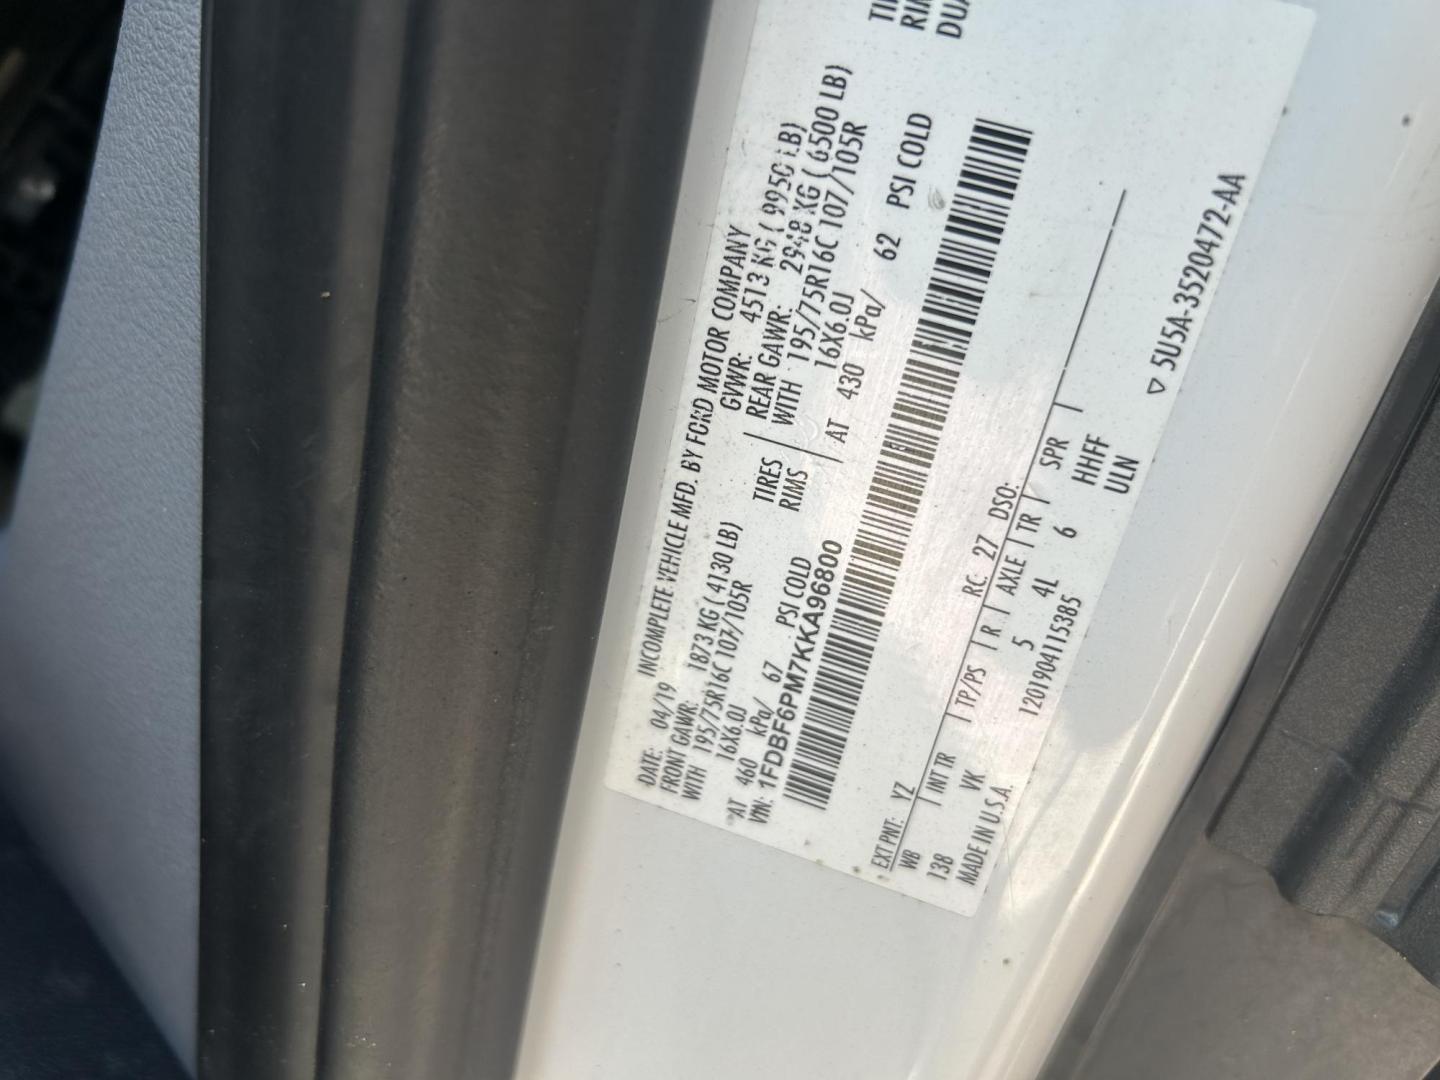 INCOMPLETE VEHICLE MFD. BY FORD MOTOR COMPANY
DATE: 04/19 GVWR: 4513 KG ( 9950 LB)
FRONT GAWR: 1873 KG ( 4130 LB) REAR GAWR: 2948 KG ( 6500 LB)
WITH 195/75R16C 107/105R TIRES WITH 195/75R16C 107/105R TI
16X6.0J RIMS 16X6.0J RI
AT 460 kPa/ 67 PSI COLD AT 430 kPa/ 62 PSI COLD DUA
VIN: 1FDBF6PM7KKA96800
EXT PNT: YZ RC: 27 DSO:
WB INT TR TP/PS R AXLE TR SPR
138 VK 5 4L 6 HHFF
MADE IN U.S.A. 1201904115385 ULN
▽ 5U5A-3520472-AA